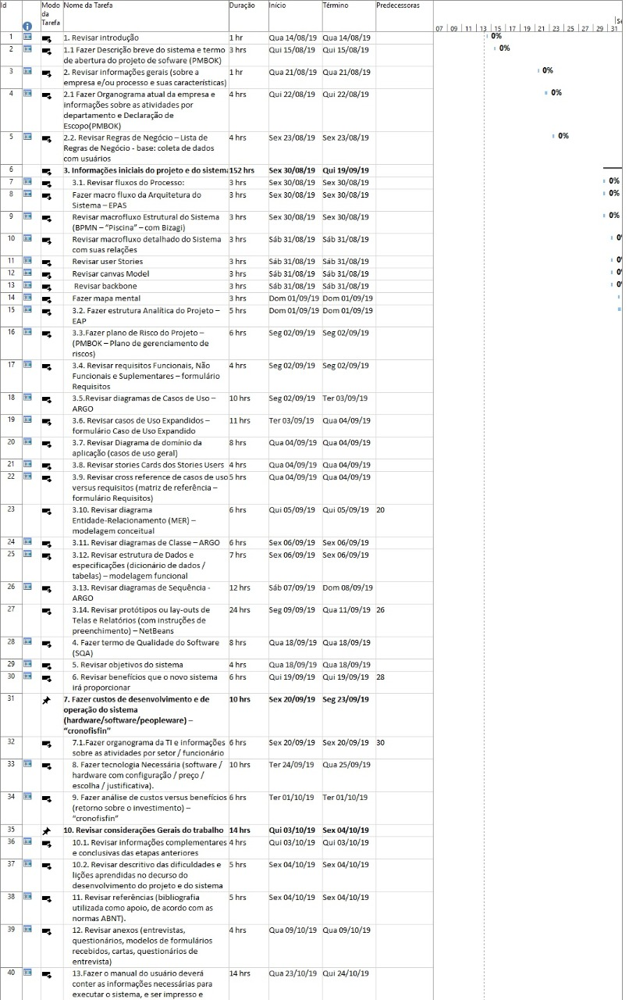 Id Modo da Tarefa Nome da Tarefa Duração Início Término Predecessoras
07 09 11 13 15 17 19 21 23 25 27 29 31
1 1. Revisar introdução 1 hr Qua 14/08/19 Qua 14/08/19 0%
2 1.1 Fazer Descrição breve do sistema e termo 3 hrs Qui 15/08/19 Qui 15/08/19 0%
de abertura do projeto de sofware (PMBOK)
3 2. Revisar informações gerais (sobre a 1 hr Qua 21/08/19 Qua 21/08/19 0%
empresa e/ou processo e suas características)
4 2.1 Fazer Organograma atual da empresa e 4 hrs Qui 22/08/19 Qui 22/08/19 0%
informações sobre as atividades por
departamento e Declaração de
Escopo(PMBOK)
5 2.2. Revisar Regras de Negócio – Lista de 4 hrs Sex 23/08/19 Sex 23/08/19 0%
Regras de Negócio - base: coleta de dados
com usuários
6 3. Informações iniciais do projeto e do sistema 152 hrs Sex 30/08/19 Qui 19/09/19
7 3.1. Revisar fluxos do Processo: 3 hrs Sex 30/08/19 Sex 30/08/19 0%
8 Fazer macro fluxo da Arquitetura do 3 hrs Sex 30/08/19 Sex 30/08/19 0%
Sistema – EPAS
9 Revisar macrofluxo Estrutural do Sistema 3 hrs Sex 30/08/19 Sex 30/08/19 0%
(BPMN – “Piscina” – com Bizagi)
10 Revisar macrofluxo detalhado do Sistema 3 hrs Sáb 31/08/19 Sáb 31/08/19
com suas relações
11 Revisar user Stories 3 hrs Sáb 31/08/19 Sáb 31/08/19
12 Revisar canvas Model 3 hrs Sáb 31/08/19 Sáb 31/08/19
13 Revisar backbone 3 hrs Sáb 31/08/19 Sáb 31/08/19
14 Fazer mapa mental 3 hrs Dom 01/09/19 Dom 01/09/19
15 3.2. Fazer estrutura Analítica do Projeto – 5 hrs Dom 01/09/19 Dom 01/09/19
EAP
16 3.3.Fazer plano de Risco do Projeto – 6 hrs Seg 02/09/19 Seg 02/09/19
(PMBOK – Plano de gerenciamento de
riscos)
17 3.4. Revisar requisitos Funcionais, Não 4 hrs Seg 02/09/19 Seg 02/09/19
Funcionais e Suplementares – formulário
Requisitos
18 3.5.Revisar diagramas de Casos de Uso – 10 hrs Seg 02/09/19 Ter 03/09/19
ARGO
19 3.6. Revisar casos de Uso Expandidos – 11 hrs Ter 03/09/19 Qua 04/09/19
formulário Caso de Uso Expandido
20 3.7. Revisar Diagrama de domínio da 8 hrs Qua 04/09/19 Qua 04/09/19
aplicação (casos de uso geral)
21 3.8. Revisar stories Cards dos Stories Users 4 hrs Qua 04/09/19 Qua 04/09/19
22 3.9. Revisar cross reference de casos de uso 5 hrs Qua 04/09/19 Qua 04/09/19
versus requisitos (matriz de referência –
formulário Requisitos)
23 3.10. Revisar diagrama 6 hrs Qui 05/09/19 Qui 05/09/19 20
Entidade-Relacionamento (MER) –
modelagem conceitual
24 3.11. Revisar diagramas de Classe – ARGO 6 hrs Sex 06/09/19 Sex 06/09/19
25 3.12. Revisar estrutura de Dados e 7 hrs Sex 06/09/19 Sex 06/09/19
especificações (dicionário de dados /
tabelas) – modelagem funcional
26 3.13. Revisar diagramas de Sequência - 12 hrs Sáb 07/09/19 Dom 08/09/19
ARGO
27 3.14. Revisar protótipos ou lay-outs de 24 hrs Seg 09/09/19 Qua 11/09/19 26
Telas e Relatórios (com instruções de
preenchimento) – NetBeans
28 4. Fazer termo de Qualidade do Software 8 hrs Qua 18/09/19 Qua 18/09/19
(SQA)
29 5. Revisar objetivos do sistema 4 hrs Qua 18/09/19 Qua 18/09/19
30 6. Revisar benefícios que o novo sistema 6 hrs Qui 19/09/19 Qui 19/09/19 28
irá proporcionar
31 7. Fazer custos de desenvolvimento e de 10 hrs Sex 20/09/19 Seg 23/09/19
operação do sistema
(hardware/software/peopleware) –
“cronofisfin”
32 7.1.Fazer organograma da TI e informações 6 hrs Sex 20/09/19 Sex 20/09/19 30
sobre as atividades por setor / funcionário
33 8. Fazer tecnologia Necessária (software / 10 hrs Ter 24/09/19 Qua 25/09/19
hardware com configuração / preço /
escolha / justificativa).
34 9. Fazer análise de custos versus benefícios 6 hrs Ter 01/10/19 Ter 01/10/19
(retorno sobre o investimento) –
“cronofisfin”
35 10. Revisar considerações Gerais do trabalho 14 hrs Qui 03/10/19 Sex 04/10/19
36 10.1. Revisar informações complementares 4 hrs Qui 03/10/19 Qui 03/10/19
e conclusivas das etapas anteriores
37 10.2. Revisar descritivo das dificuldades e 5 hrs Sex 04/10/19 Sex 04/10/19
lições aprendidas no decurso do
desenvolvimento do projeto e do sistema
38 11. Revisar referências (bibliografia 5 hrs Sex 04/10/19 Sex 04/10/19
utilizada como apoio, de acordo com as
normas ABNT).
39 12. Revisar anexos (entrevistas, 4 hrs Qua 09/10/19 Qua 09/10/19
questionários, modelos de formulários
recebidos, cartas, questionários de
entrevista)
40 13.Fazer o manual do usuário deverá 14 hrs Qua 23/10/19 Qui 24/10/19
conter as informações necessárias para
executar o sistema, e ser impresso e